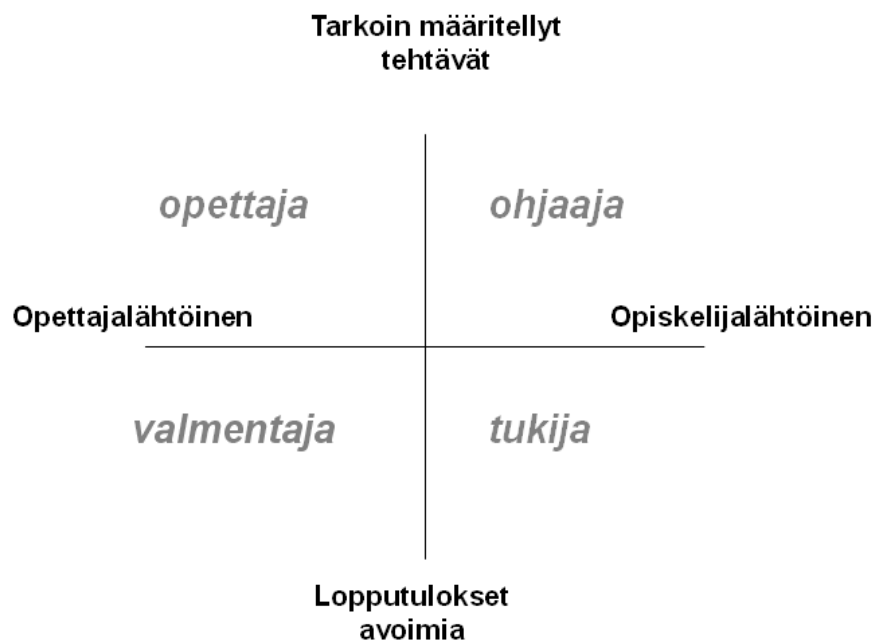 Tarkoin määritellyt
tehtävät
opettaja
ohjaaja
Opettajalähtöinen
Opiskelijalähtöinen
valmentaja
tukija
Lopputulokset
avoimia